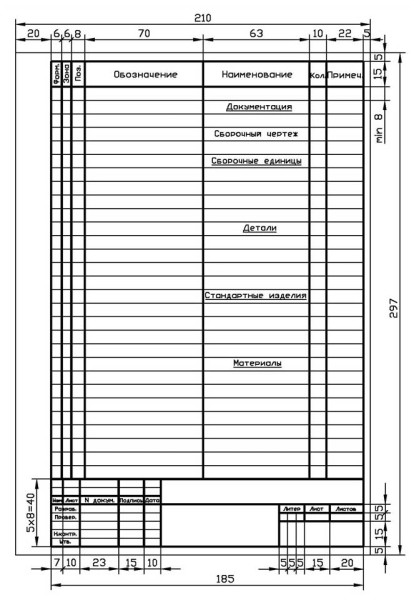 210
20 6 6 8 70 63 10 22 5
Форм. Зона Поз. Обозначение Наименование Кол. Примеч.
5
15
min 8
Документация
Сборочный чертеж
Сборочные единицы
Детали
297
Стандартные изделия
Материалы
5x8=40
Изм Лист N докум. Подпись Дата
Разраб. Литер Лист Листов
Провер.
Н.контр.
Утв.
5 5
15
5
7 10 23 15 10 5 5 5 15 20
185